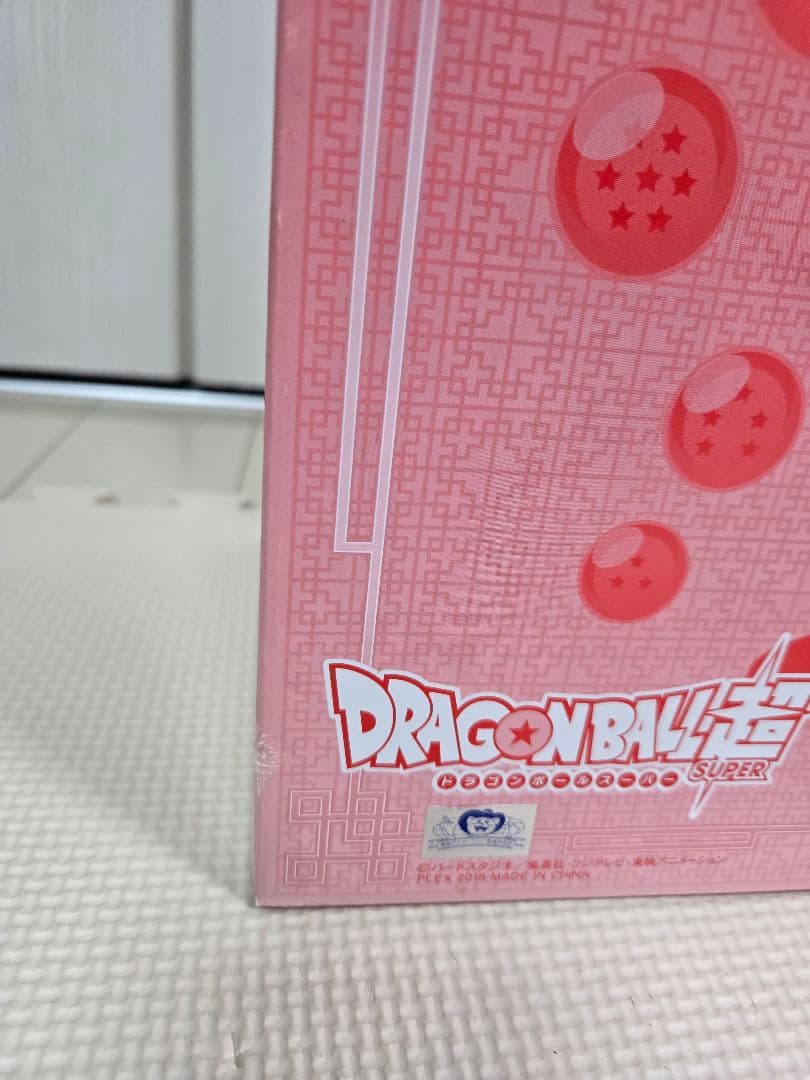 DRAGONBALL超
ドラゴンボールスーパー SUPER
©バードスタジオ／集英社・フジテレビ・東映アニメーション
PLEX 2018 MADE IN CHINA